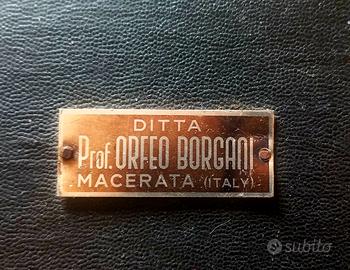 DITTA
Prof. ORFEO BORGANI
MACERATA (ITALY)
subito